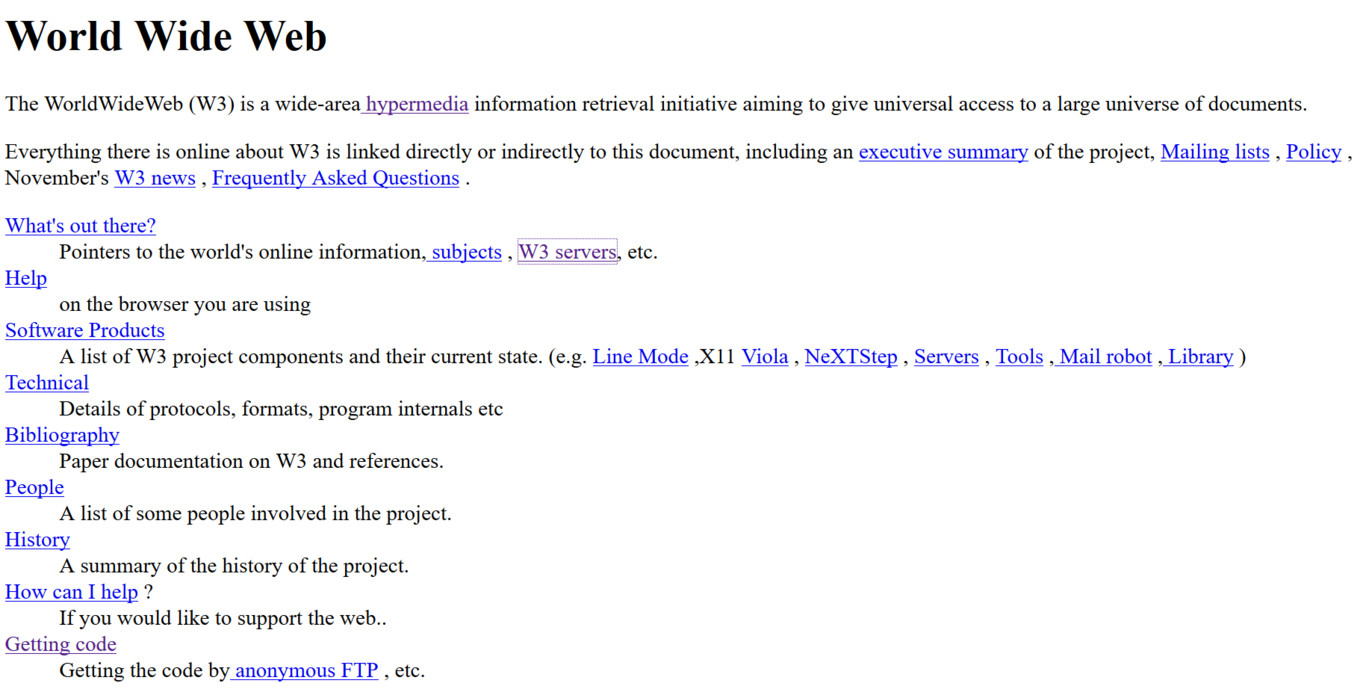 World Wide Web
The WorldWideWeb (W3) is a wide-area hypermedia information retrieval initiative aiming to give universal access to a large universe of documents.
Everything there is online about W3 is linked directly or indirectly to this document, including an executive summary of the project, Mailing lists , Policy ,
November's W3 news , Frequently Asked Questions .
What's out there?
Pointers to the world's online information, subjects , W3 servers, etc.
Help
on the browser you are using
Software Products
A list of W3 project components and their current state. (e.g. Line Mode ,X11 Viola , NeXTStep , Servers , Tools , Mail robot , Library )
Technical
Details of protocols, formats, program internals etc
Bibliography
Paper documentation on W3 and references.
People
A list of some people involved in the project.
History
A summary of the history of the project.
How can I help ?
If you would like to support the web..
Getting code
Getting the code by anonymous FTP , etc.